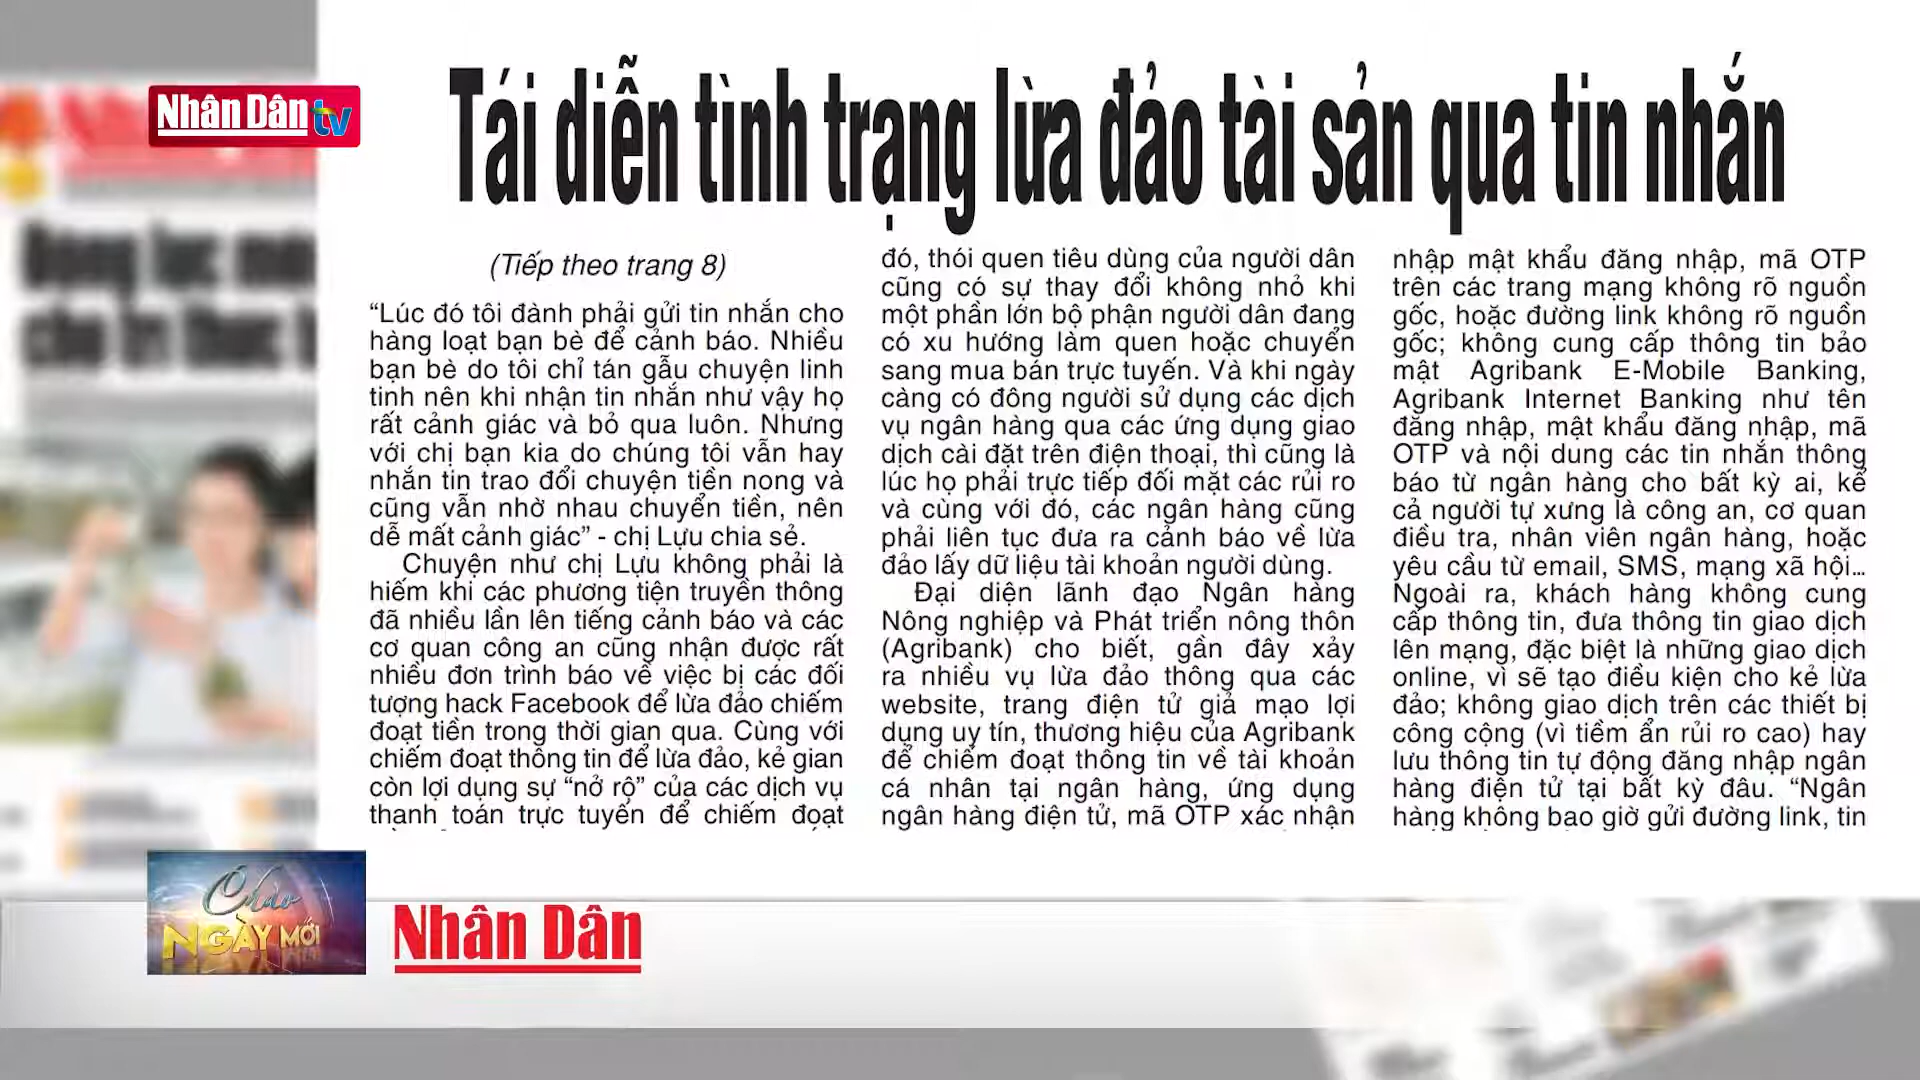 Nhân Dân tv
Tái diễn tình trạng lừa đảo tài sản qua tin nhắn
(Tiếp theo trang 8)
“Lúc đó tôi đành phải gửi tin nhắn cho
hàng loạt bạn bè để cảnh báo. Nhiều
bạn bè do tôi chỉ tán gẫu chuyện linh
tinh nên khi nhận tin nhắn như vậy họ
rất cảnh giác và bỏ qua luôn. Nhưng
với chị bạn kia do chúng tôi vẫn hay
nhắn tin trao đổi chuyện tiền nong và
cũng vẫn nhờ nhau chuyển tiền, nên
dễ mất cảnh giác” - chị Lựu chia sẻ.
Chuyện như chị Lựu không phải là
hiếm khi các phương tiện truyền thông
đã nhiều lần lên tiếng cảnh báo và các
cơ quan công an cũng nhận được rất
nhiều đơn trình báo về việc bị các đối
tượng hack Facebook để lừa đảo chiếm
đoạt tiền trong thời gian qua. Cùng với
chiếm đoạt thông tin để lừa đảo, kẻ gian
còn lợi dụng sự “nở rộ” của các dịch vụ
thanh toán trực tuyến để chiếm đoạt
đó, thói quen tiêu dùng của người dân
cũng có sự thay đổi không nhỏ khi
một phần lớn bộ phận người dân đang
có xu hướng làm quen hoặc chuyển
sang mua bán trực tuyến. Và khi ngày
càng có đông người sử dụng các dịch
vụ ngân hàng qua các ứng dụng giao
dịch cài đặt trên điện thoại, thì cũng là
lúc họ phải trực tiếp đối mặt các rủi ro
và cùng với đó, các ngân hàng cũng
phải liên tục đưa ra cảnh báo về lừa
đảo lấy dữ liệu tài khoản người dùng.
Đại diện lãnh đạo Ngân hàng
Nông nghiệp và Phát triển nông thôn
(Agribank) cho biết, gần đây xảy
ra nhiều vụ lừa đảo thông qua các
website, trang điện tử giả mạo lợi
dụng uy tín, thương hiệu của Agribank
để chiếm đoạt thông tin về tài khoản
cá nhân tại ngân hàng, ứng dụng
ngân hàng điện tử, mã OTP xác nhận
nhập mật khẩu đăng nhập, mã OTP
trên các trang mạng không rõ nguồn
gốc, hoặc đường link không rõ nguồn
gốc; không cung cấp thông tin bảo
mật Agribank E-Mobile Banking,
Agribank Internet Banking như tên
đăng nhập, mật khẩu đăng nhập, mã
OTP và nội dung các tin nhắn thông
báo từ ngân hàng cho bất kỳ ai, kể
cả người tự xưng là công an, cơ quan
điều tra, nhân viên ngân hàng, hoặc
yêu cầu từ email, SMS, mạng xã hội...
Ngoài ra, khách hàng không cung
cấp thông tin, đưa thông tin giao dịch
lên mạng, đặc biệt là những giao dịch
online, vì sẽ tạo điều kiện cho kẻ lừa
đảo; không giao dịch trên các thiết bị
công cộng (vì tiềm ẩn rủi ro cao) hay
lưu thông tin tự động đăng nhập ngân
hàng điện tử tại bất kỳ đâu. “Ngân
hàng không bao giờ gửi đường link, tin
Chào
NGÀY MỚI
Nhân Dân